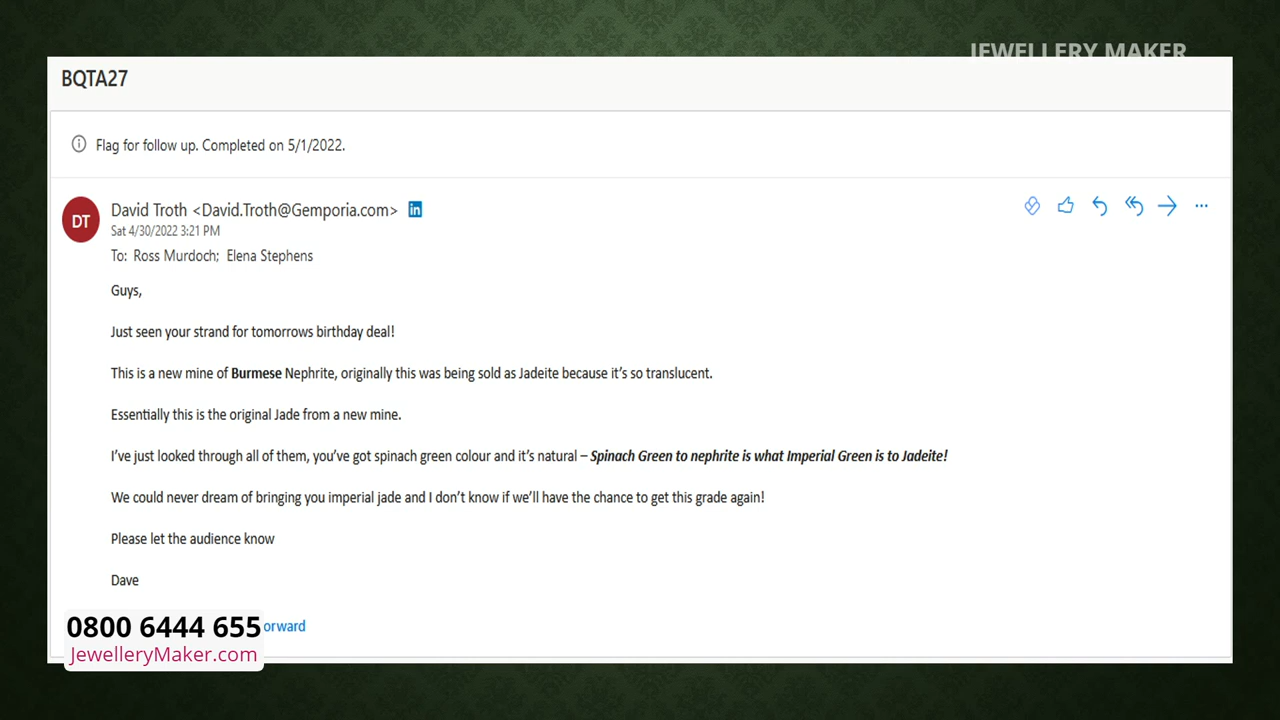 JEWELLERY MAKER
BQTA27
Flag for follow up. Completed on 5/1/2022.
DT
David Troth <David.Troth@Gemporia.com> in
Sat 4/30/2022 3:21 PM
To: Ross Murdoch; Elena Stephens
Guys,
Just seen your strand for tomorrows birthday deal!
This is a new mine of Burmese Nephrite, originally this was being sold as Jadeite because it's so translucent.
Essentially this is the original Jade from a new mine.
I've just looked through all of them, you've got spinach green colour and it's natural – Spinach Green to nephrite is what Imperial Green is to Jadeite!
We could never dream of bringing you imperial jade and I don't know if we'll have the chance to get this grade again!
Please let the audience know
Dave
0800 6444 655
orward
JewelleryMaker.com